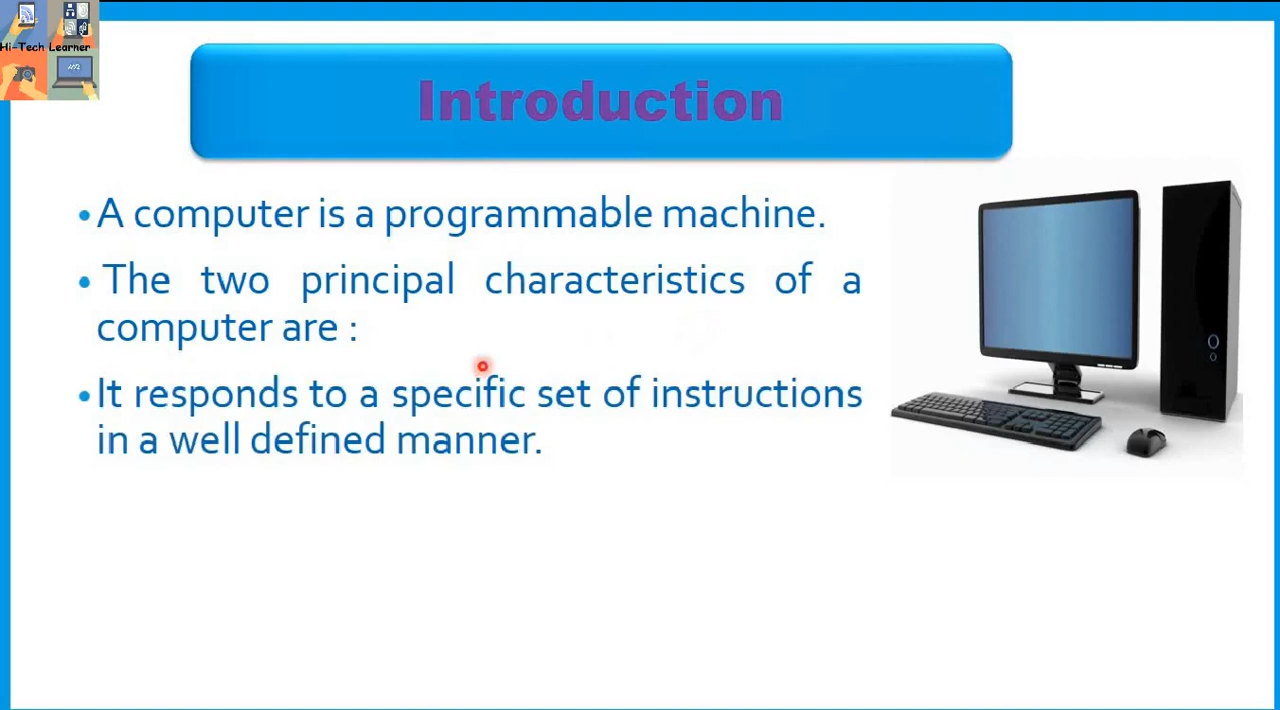 Hi-Tech Learner
Introduction
•A computer is a programmable machine.
• The two principal characteristics of a
computer are :
•It responds to a specific set of instructions
in a well defined manner.